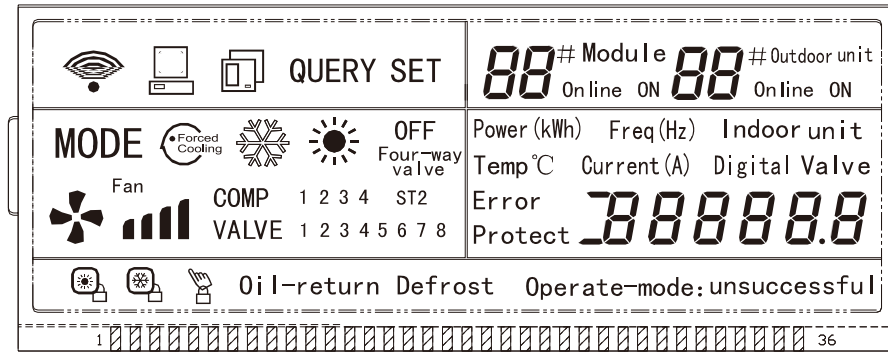 QUERY SET
88# Module 88# Outdoor unit
Online ON Online ON
MODE Forced Cooling OFF
Four-way valve
Fan
COMP 1 2 3 4 ST2
VALVE 1 2 3 4 5 6 7 8
Power(kWh) Freq(Hz) Indoor unit
Temp℃ Current(A) Digital Valve
Error
Protect 88888.8
Oil-return Defrost Operate-mode:unsuccessful
1 36